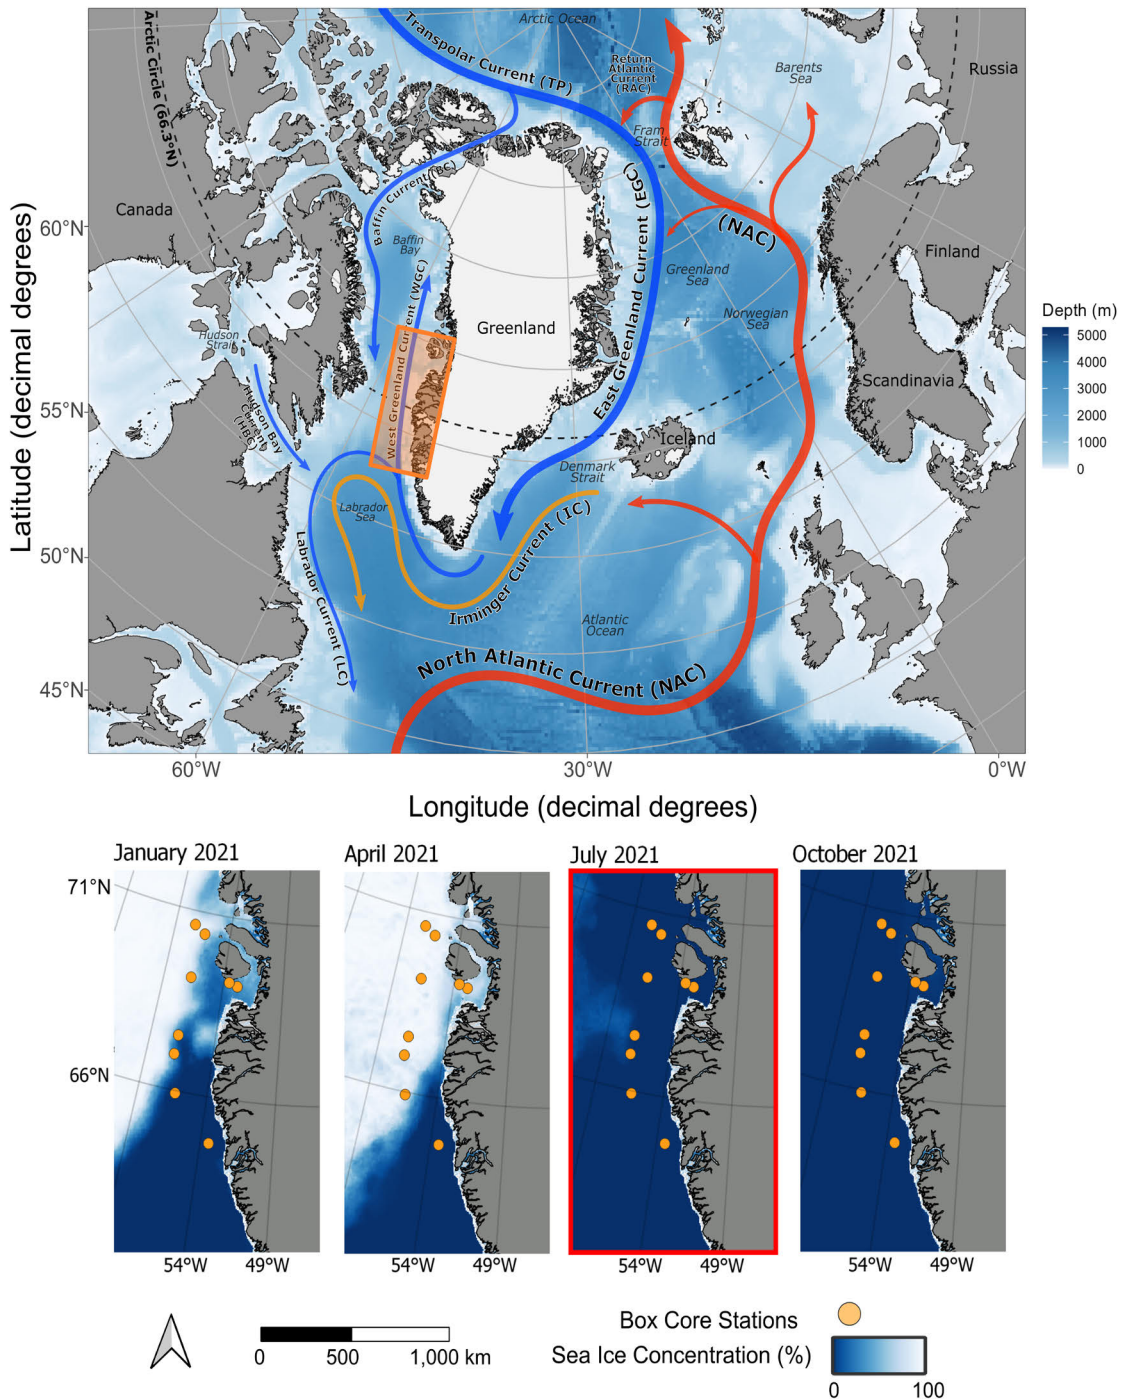 Arctic Circle (66.3°N)
Transpolar Current (TP)
Arctic Ocean
Return
Atlantic
Current
(RAC)
Barents
Sea
Russia
Fram
Strait
Canada
Baffin Current (BC)
Baffin
Bay
East Greenland Current (EGC)
(NAC)
Finland
Greenland
Sea
Norwegian
Sea
Greenland
West Greenland Current (WGC)
Hudson
Strait
Hudson Bay
Current
(HBC)
Scandinavia
Iceland
Denmark
Strait
Labrador
Sea
Irminger Current (IC)
Labrador Current (LC)
Atlantic
Ocean
North Atlantic Current (NAC)
Latitude (decimal degrees)
60°N
55°N
50°N
45°N
60°W
30°W
0°W
Longitude (decimal degrees)
Depth (m)
5000
4000
3000
2000
1000
0
January 2021
April 2021
July 2021
October 2021
71°N
66°N
54°W
49°W
54°W
49°W
54°W
49°W
54°W
49°W
0
500
1,000 km
Box Core Stations
Sea Ice Concentration (%)
0
100